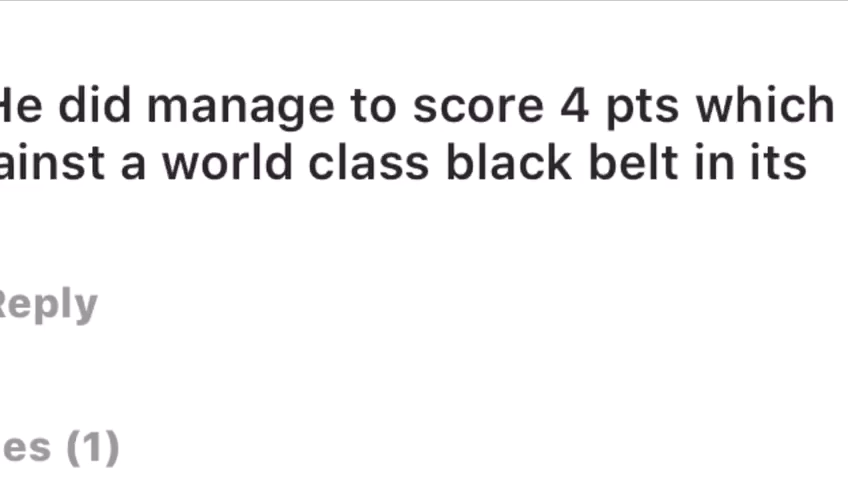 He did manage to score 4 pts which
ainst a world class black belt in its
Reply
es (1)